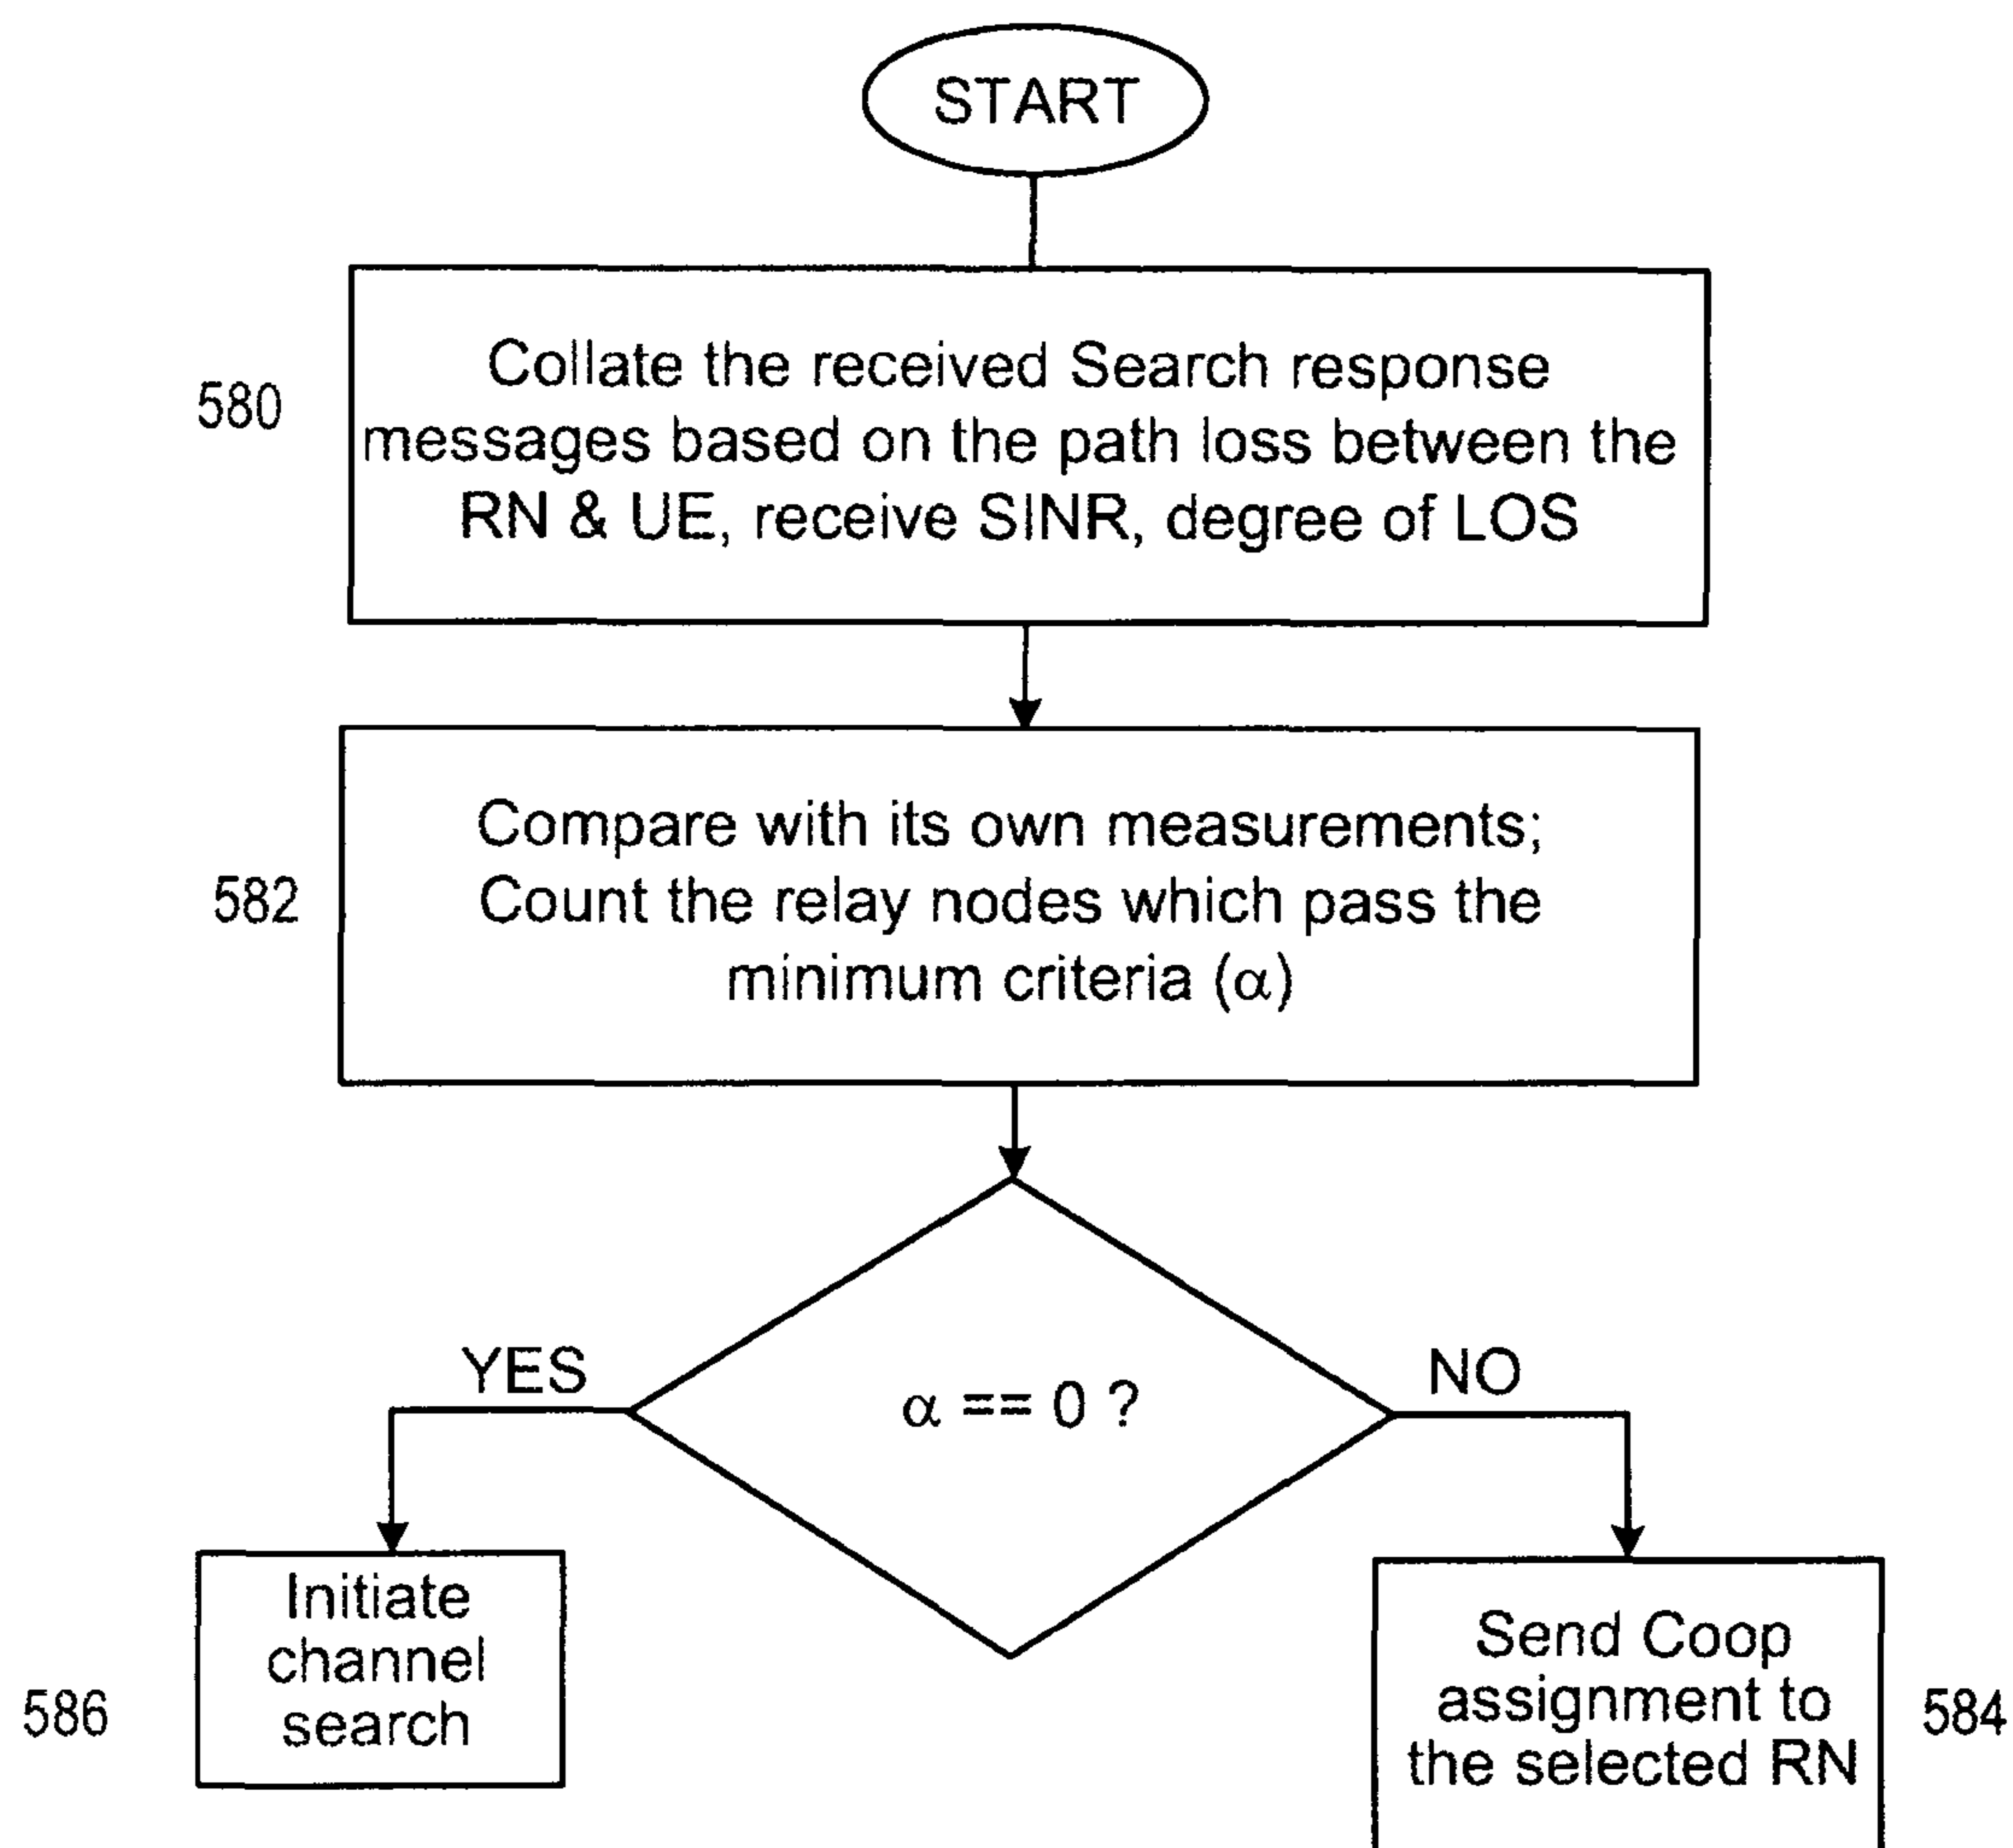 START
580
Collate the received Search response
messages based on the path loss between the
RN & UE, receive SINR, degree of LOS
582
Compare with its own measurements;
Count the relay nodes which pass the
minimum criteria (α)
YES
α == 0 ?
NO
586
Initiate
channel
search
Send Coop
assignment to
the selected RN
584